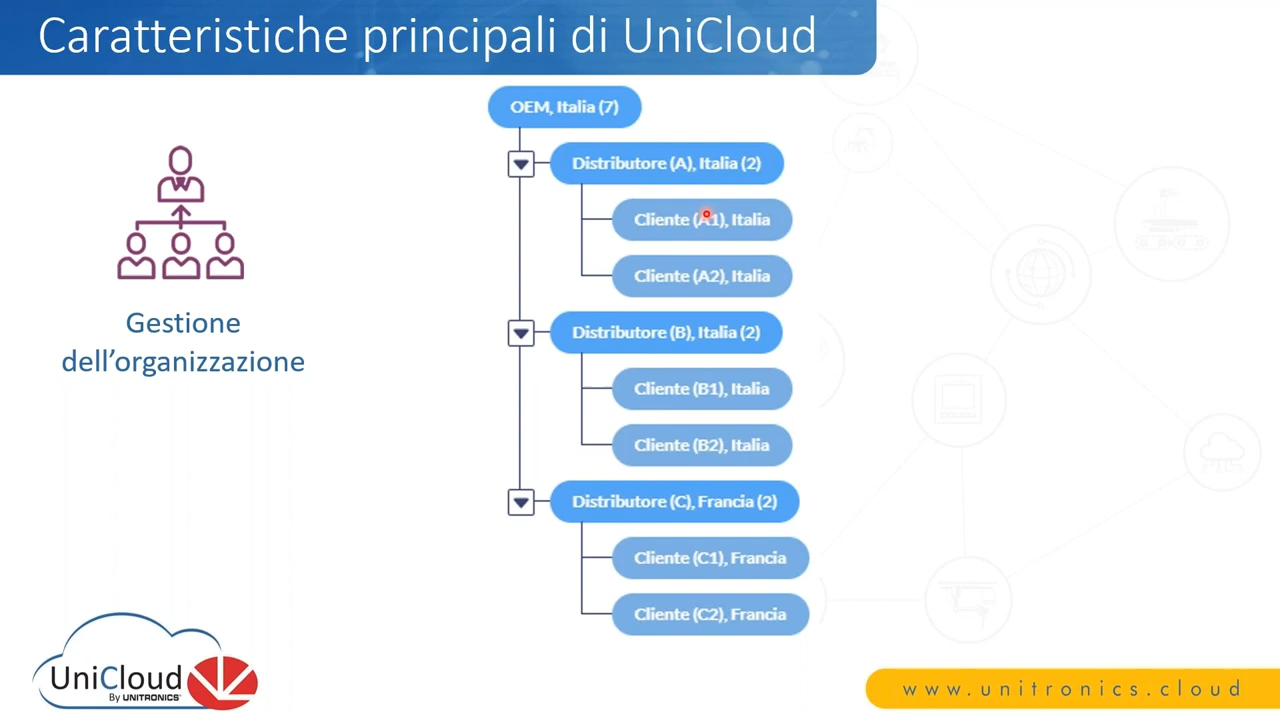 Caratteristiche principali di UniCloud
OEM, Italia (7)
Distributore (A), Italia (2)
Cliente (A1), Italia
Cliente (A2), Italia
Distributore (B), Italia (2)
Cliente (B1), Italia
Cliente (B2), Italia
Distributore (C), Francia (2)
Cliente (C1), Francia
Cliente (C2), Francia
Gestione
dell’organizzazione
UniCloud
By UNITRONICS
www.unitronics.cloud